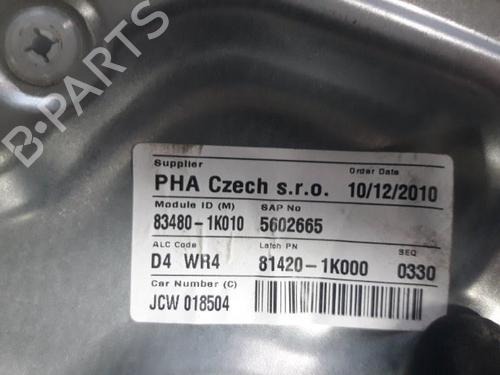 B-PARTS
Supplier Order Date
PHA Czech s.r.o. 10/12/2010
Module ID (M) SAP No
83480-1K010 5602665
ALC Code Latch PN SEQ
D4 WR4 81420-1K000 0330
Car Number (C)
JCW 018504